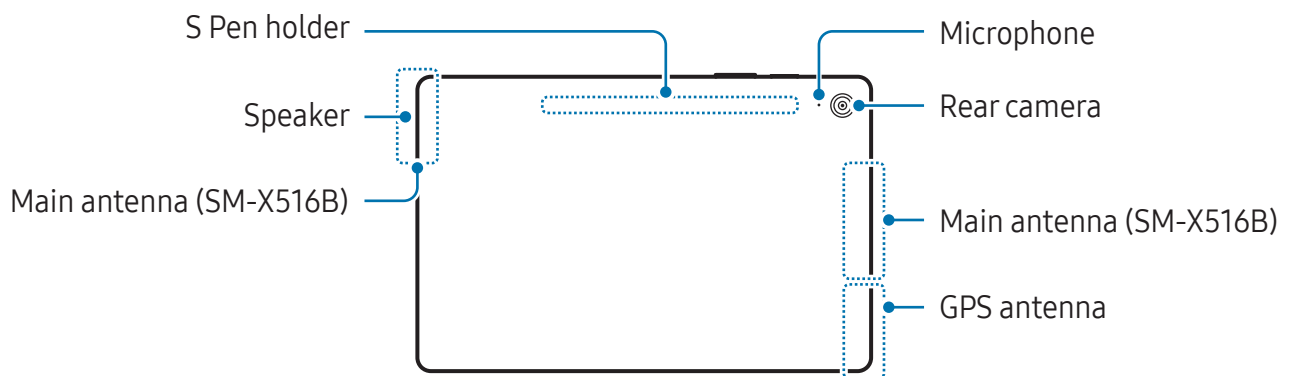 S Pen holder
Speaker
Main antenna (SM-X516B)
Microphone
Rear camera
Main antenna (SM-X516B)
GPS antenna